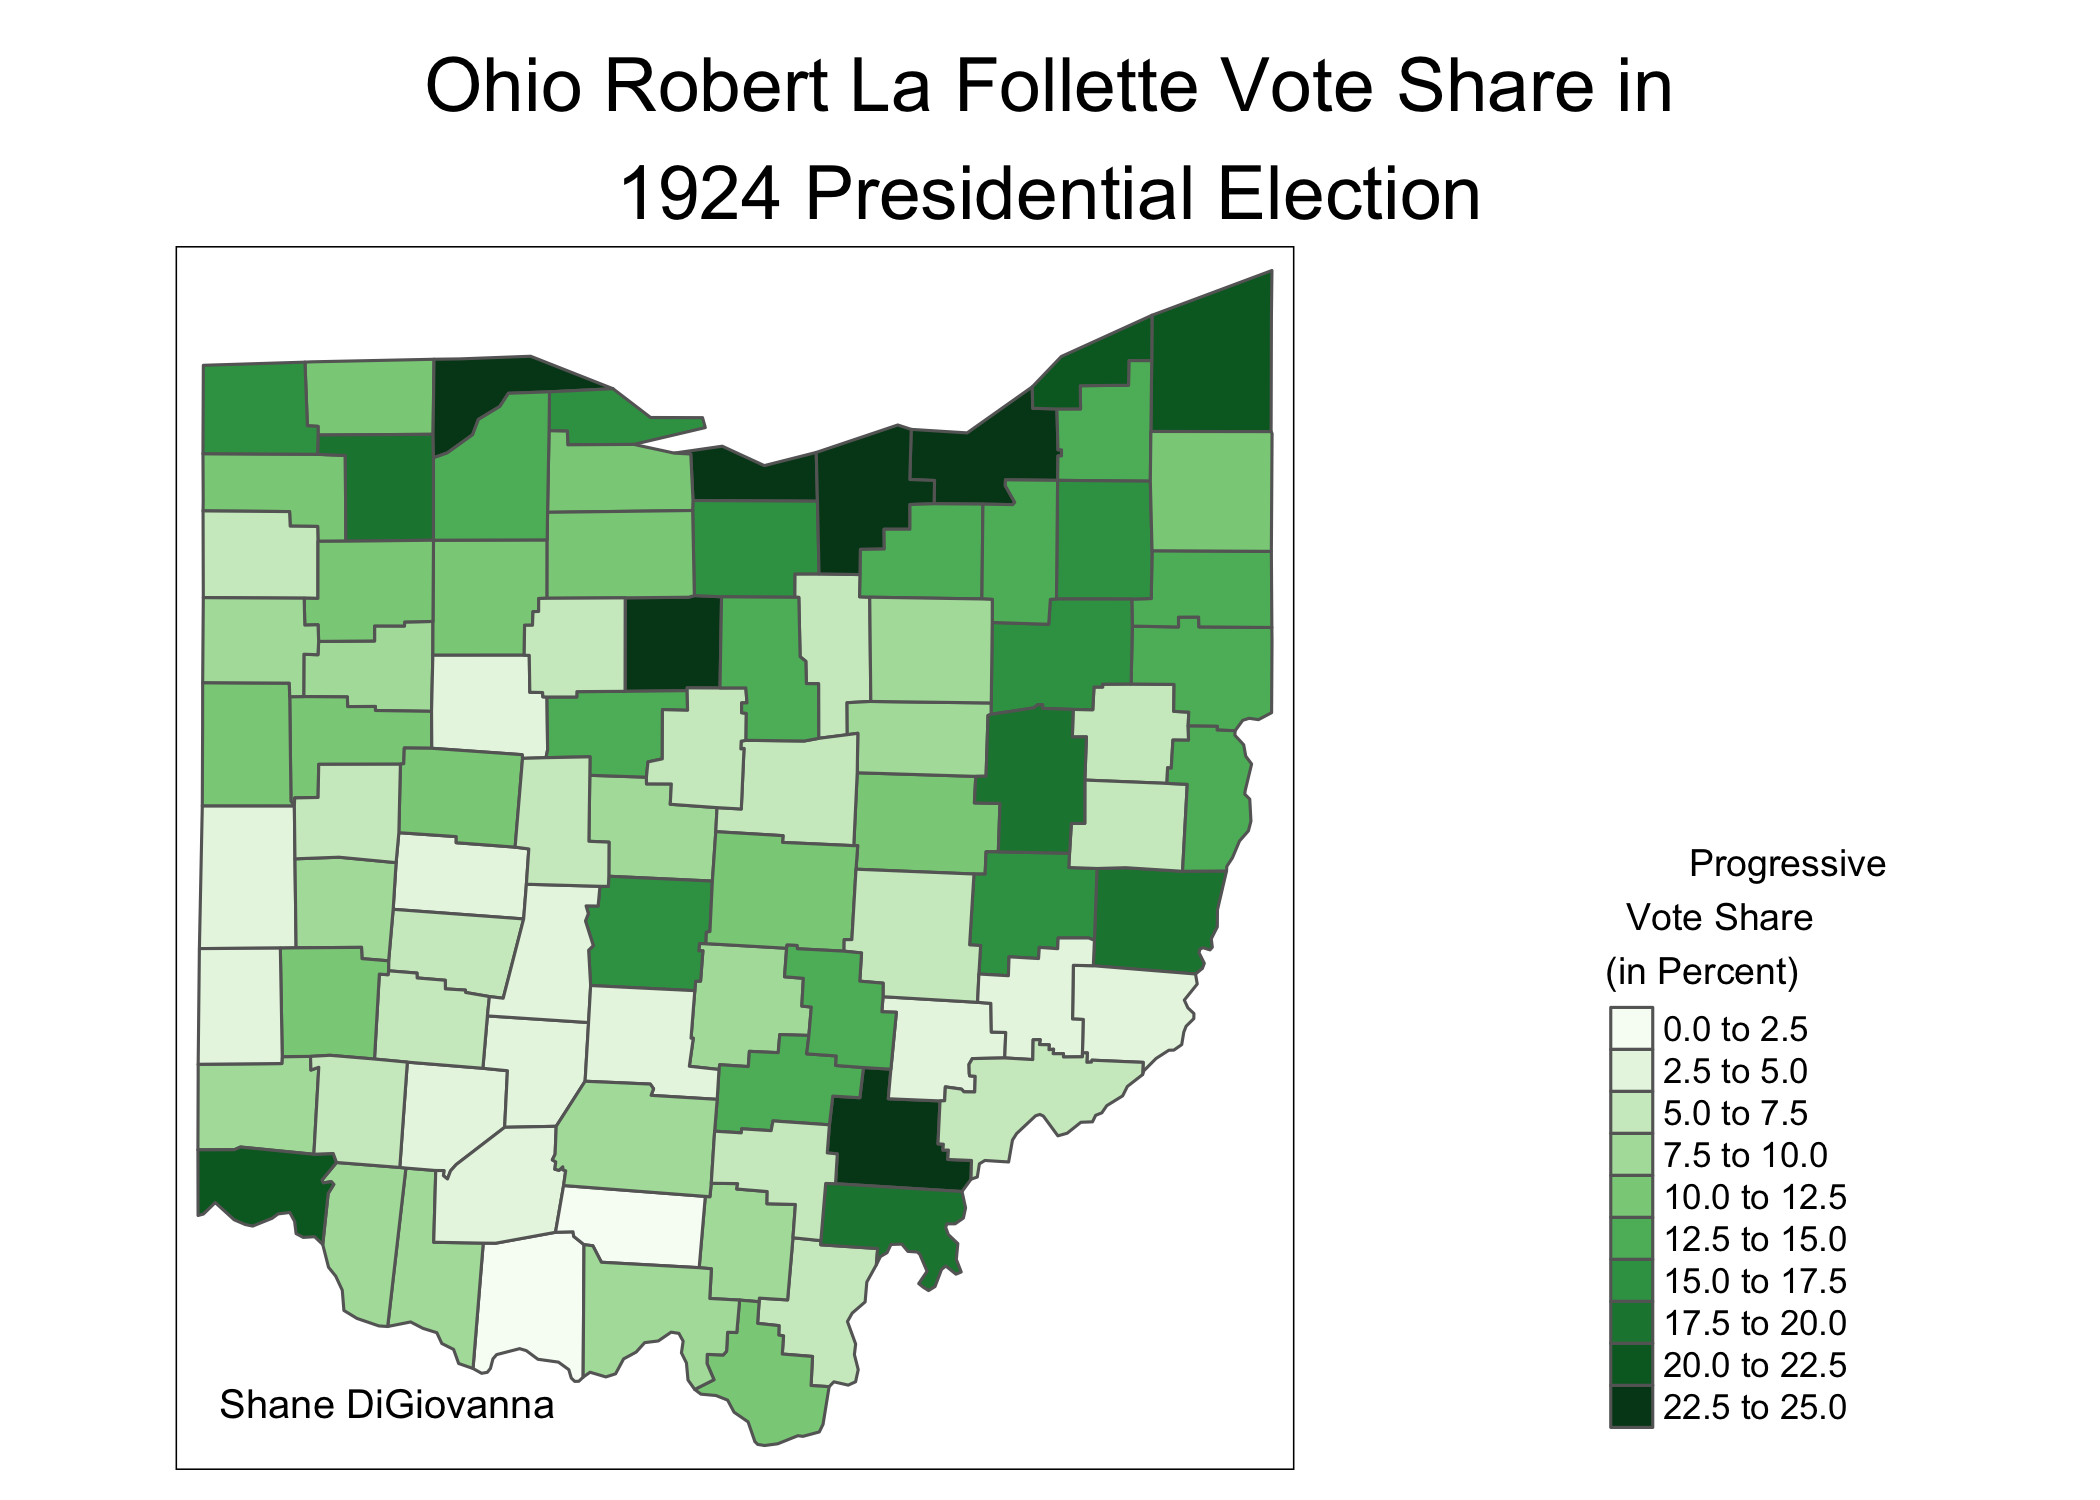 Ohio Robert La Follette Vote Share in
1924 Presidential Election
Progressive
Vote Share
(in Percent)
0.0 to 2.5
2.5 to 5.0
5.0 to 7.5
7.5 to 10.0
10.0 to 12.5
12.5 to 15.0
15.0 to 17.5
17.5 to 20.0
20.0 to 22.5
22.5 to 25.0
Shane DiGiovanna